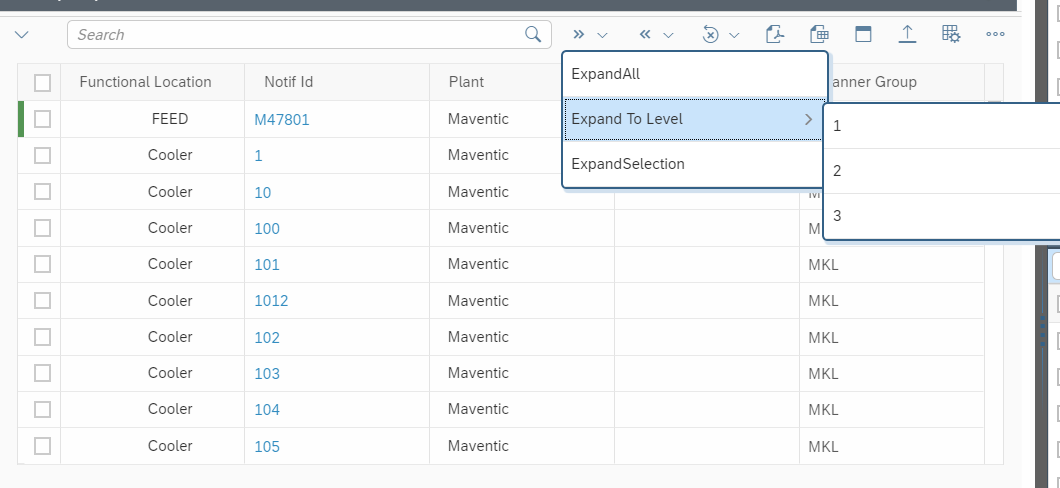 Search
Functional Location Notif Id Plant anner Group
ExpandAll
Expand To Level
ExpandSelection
1
2
3
FEED M47801 Maventic
Cooler 1 Maventic
Cooler 10 Maventic
Cooler 100 Maventic M
Cooler 101 Maventic MKL
Cooler 1012 Maventic MKL
Cooler 102 Maventic MKL
Cooler 103 Maventic MKL
Cooler 104 Maventic MKL
Cooler 105 Maventic MKL